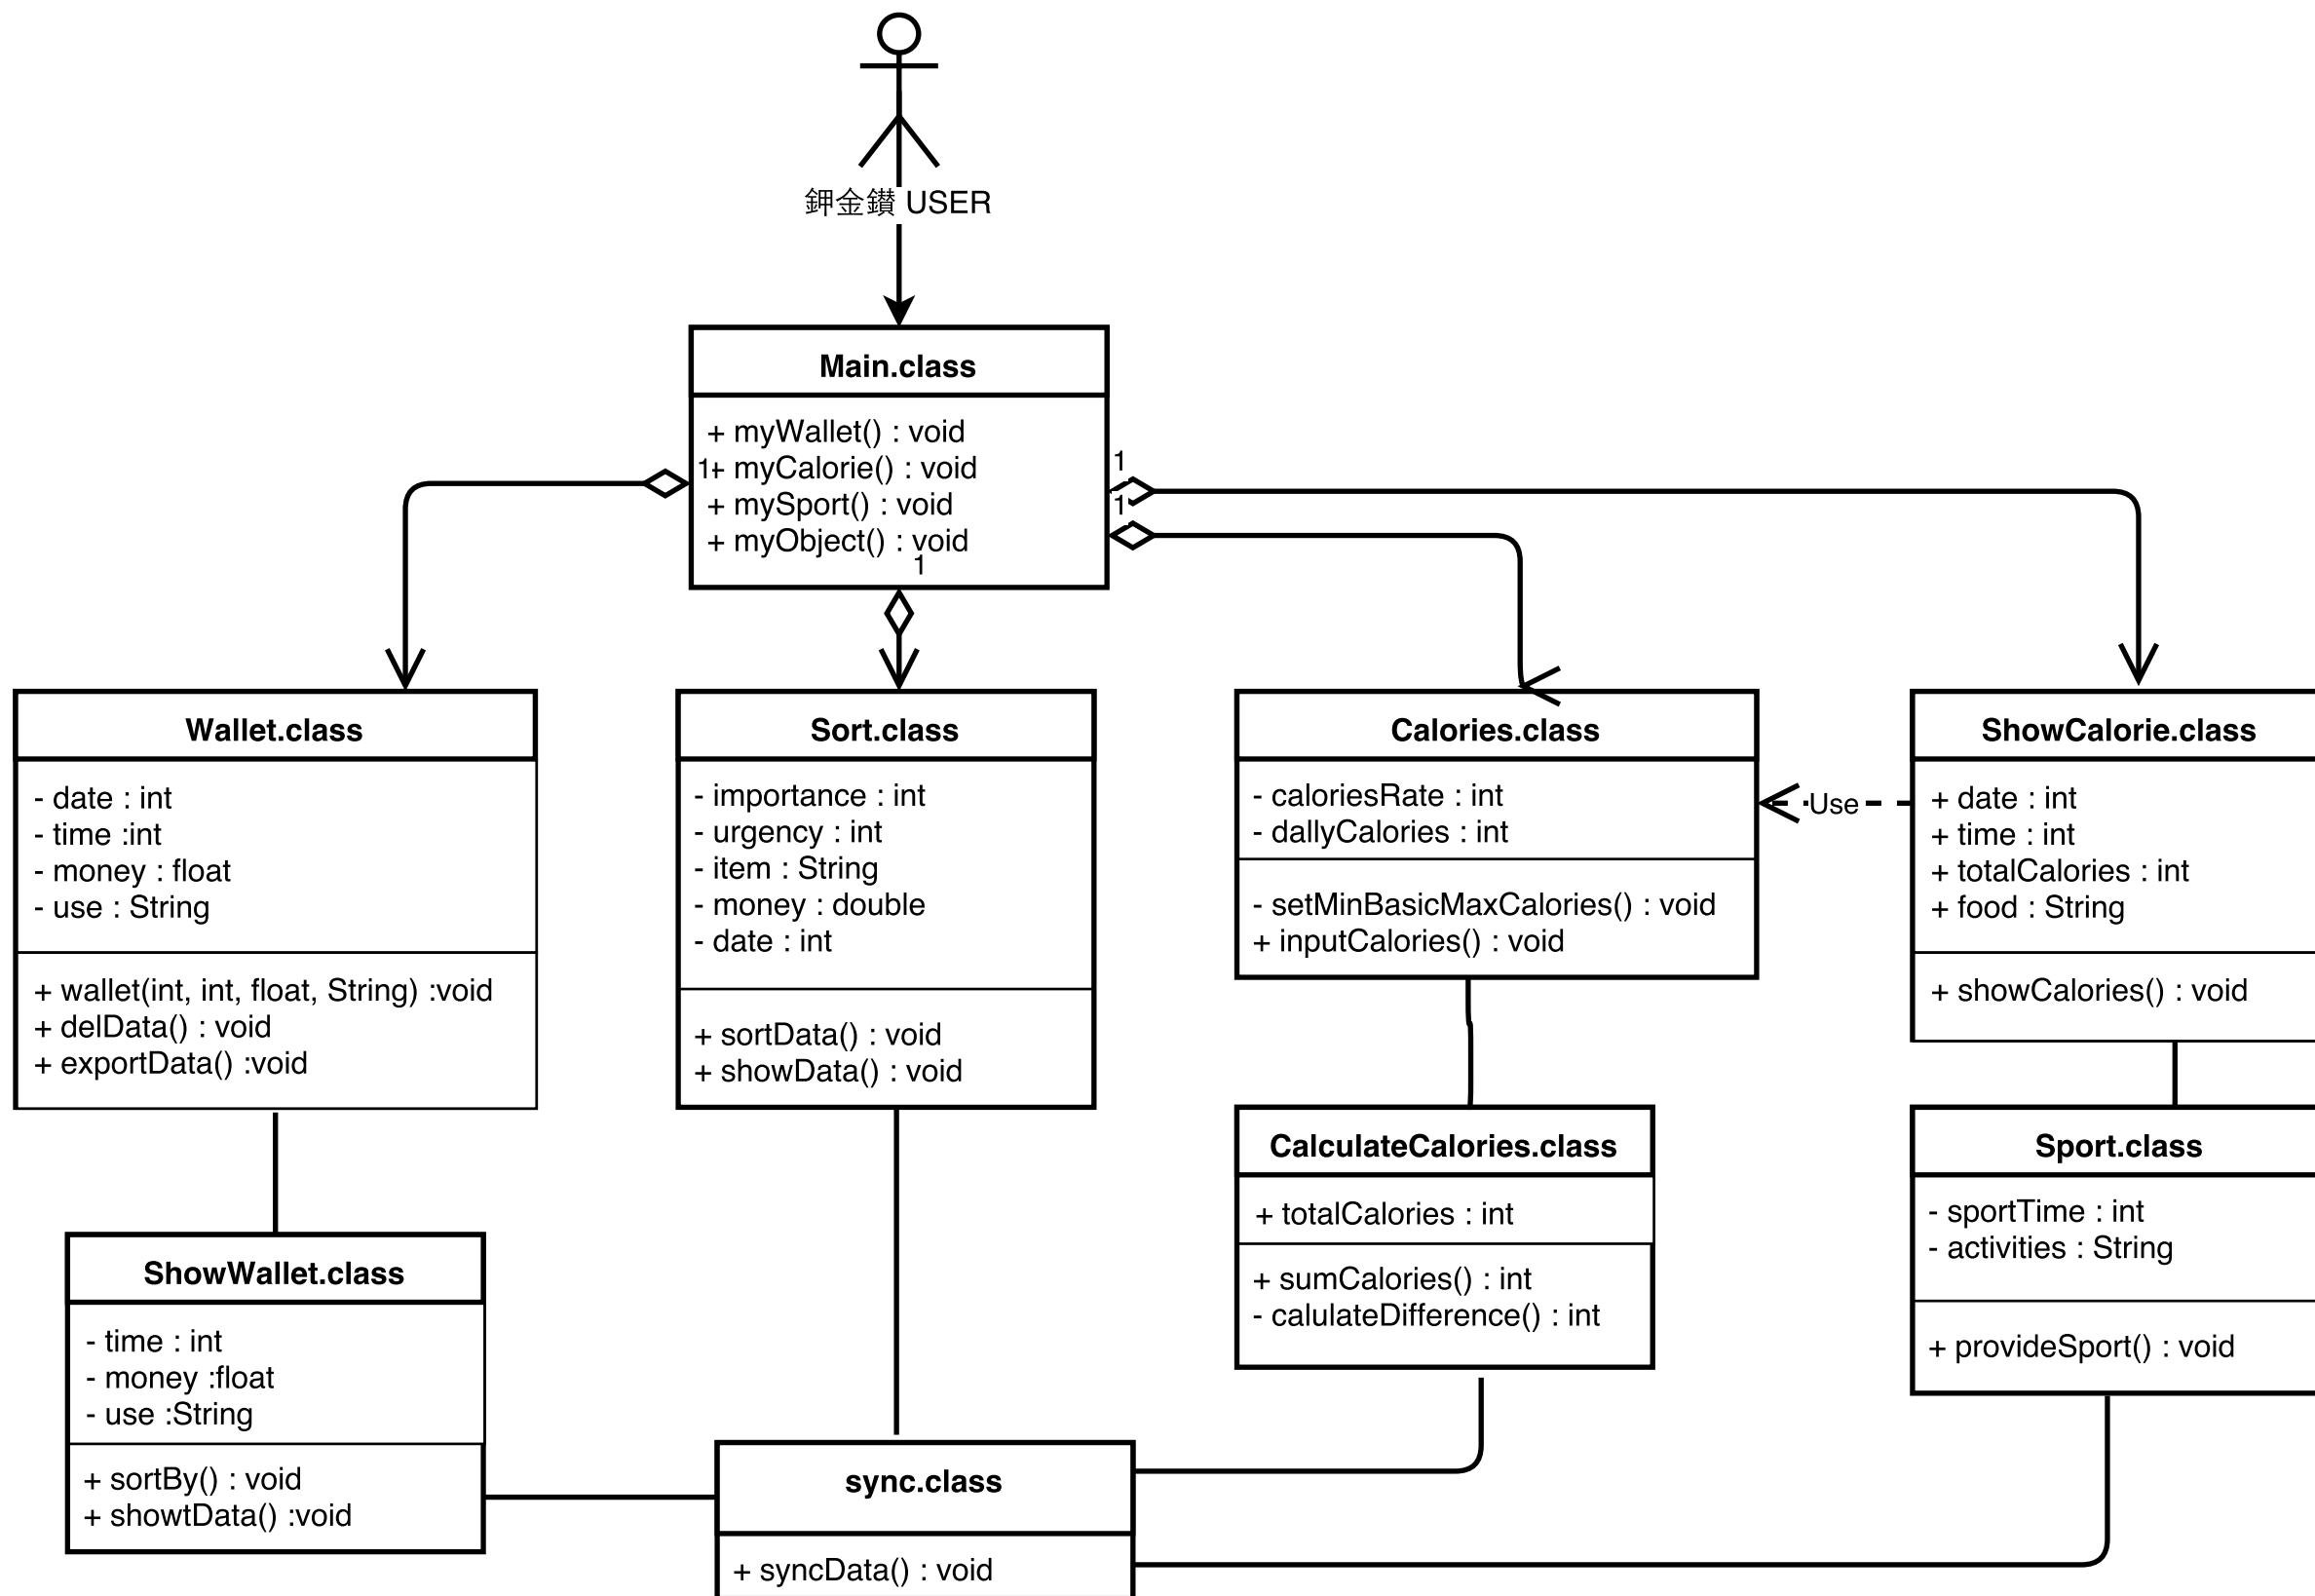 鉀金鑽 USER
Main.class
+ myWallet() : void
+ myCalorie() : void
+ mySport() : void
+ myObject() : void
1
1
1
1
Wallet.class
- date : int
- time :int
- money : float
- use : String
+ wallet(int, int, float, String) :void
+ delData() : void
+ exportData() :void
Sort.class
- importance : int
- urgency : int
- item : String
- money : double
- date : int
+ sortData() : void
+ showData() : void
Calories.class
- caloriesRate : int
- dallyCalories : int
- setMinBasicMaxCalories() : void
+ inputCalories() : void
Use
ShowCalorie.class
+ date : int
+ time : int
+ totalCalories : int
+ food : String
+ showCalories() : void
ShowWallet.class
- time : int
- money :float
- use :String
+ sortBy() : void
+ showtData() :void
CalculateCalories.class
+ totalCalories : int
+ sumCalories() : int
- calulateDifference() : int
Sport.class
- sportTime : int
- activities : String
+ provideSport() : void
sync.class
+ syncData() : void